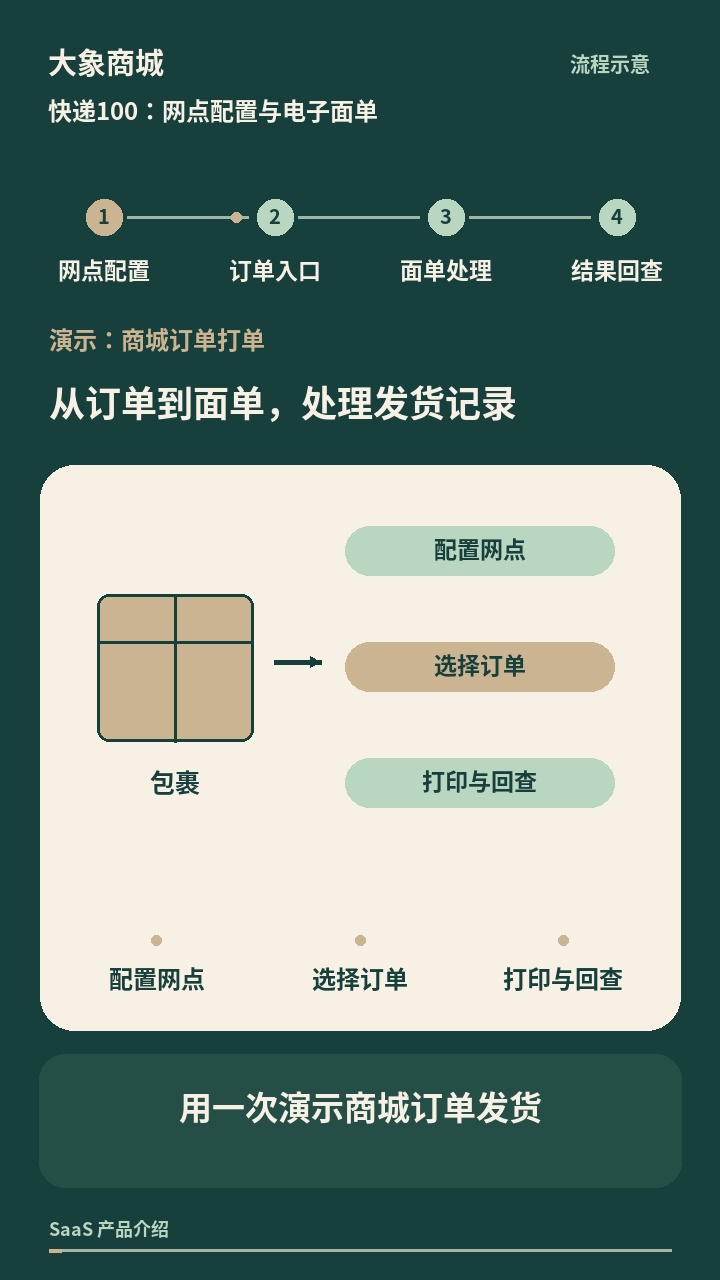 大象商城
流程示意
快递100：网点配置与电子面单
1 2 3 4
网点配置 订单入口 面单处理 结果回查
演示：商城订单打单
从订单到面单，处理发货记录
配置网点
选择订单
打印与回查
包裹
配置网点 选择订单 打印与回查
用一次演示商城订单发货
SaaS 产品介绍